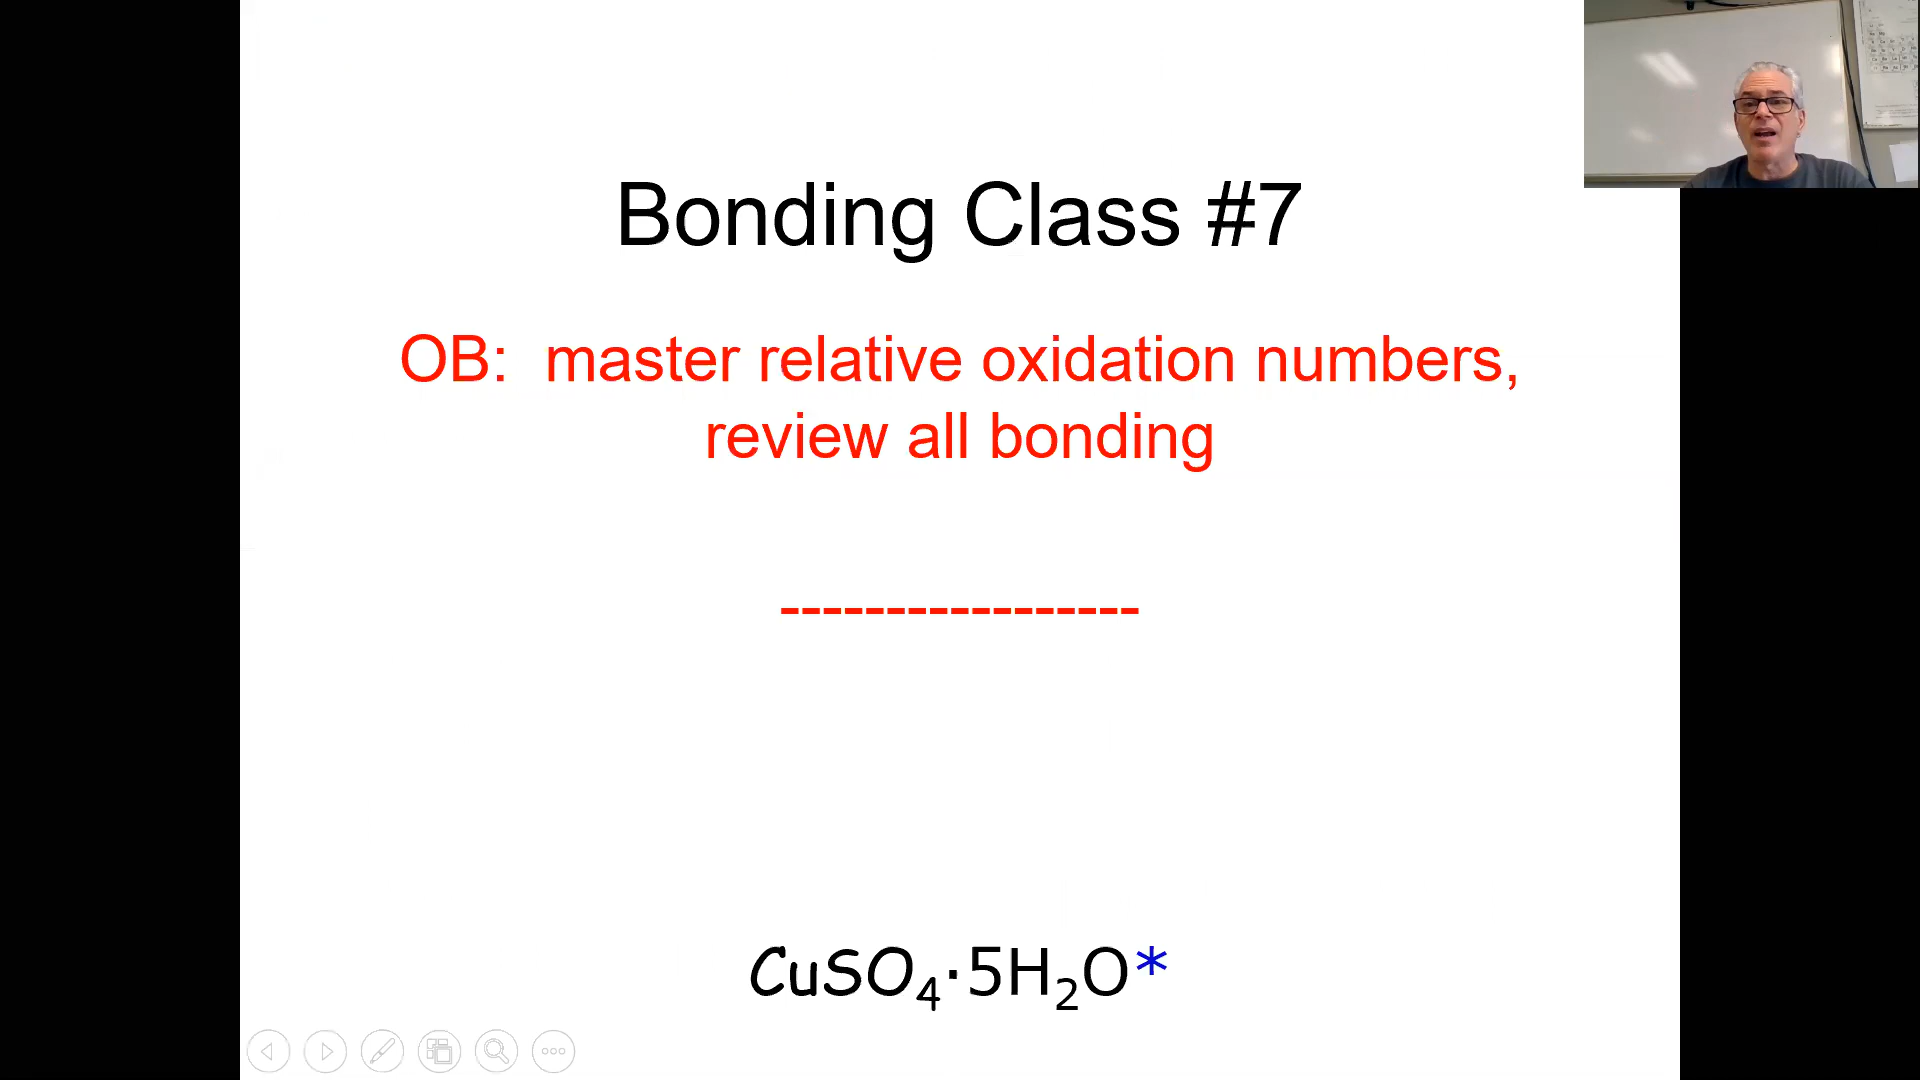 Bonding Class #7
OB: master relative oxidation numbers,
review all bonding
-----------------
CuSO₄·5H₂O*